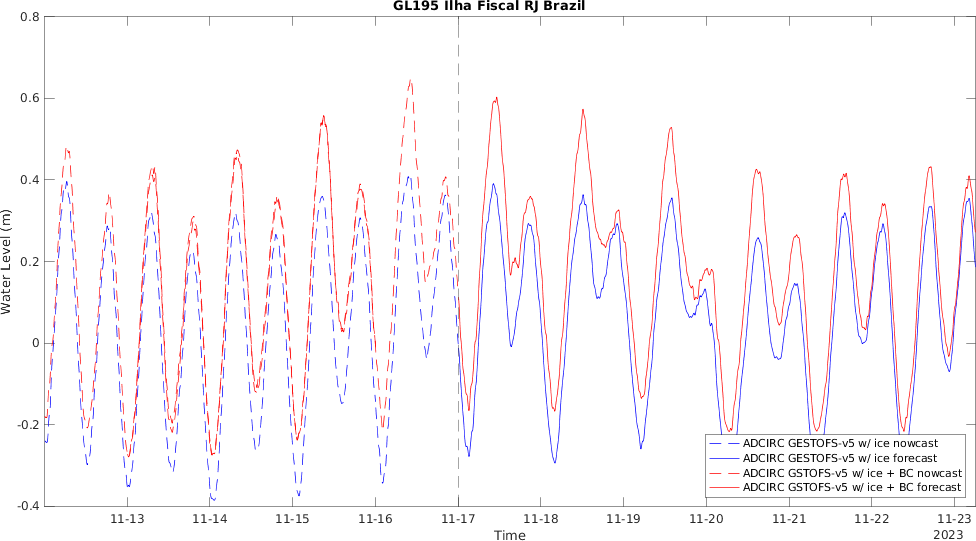 GL195 Ilha Fiscal RJ Brazil
0.8
0.6
0.4
0.2
0
-0.2
-0.4
Water Level (m)
ADCIRC GESTOFS-v5 w/ ice nowcast
ADCIRC GESTOFS-v5 w/ ice forecast
ADCIRC GSTOFS-v5 w/ ice + BC nowcast
ADCIRC GSTOFS-v5 w/ ice + BC forecast
11-13 11-14 11-15 11-16 11-17 11-18 11-19 11-20 11-21 11-22 11-23
Time
2023